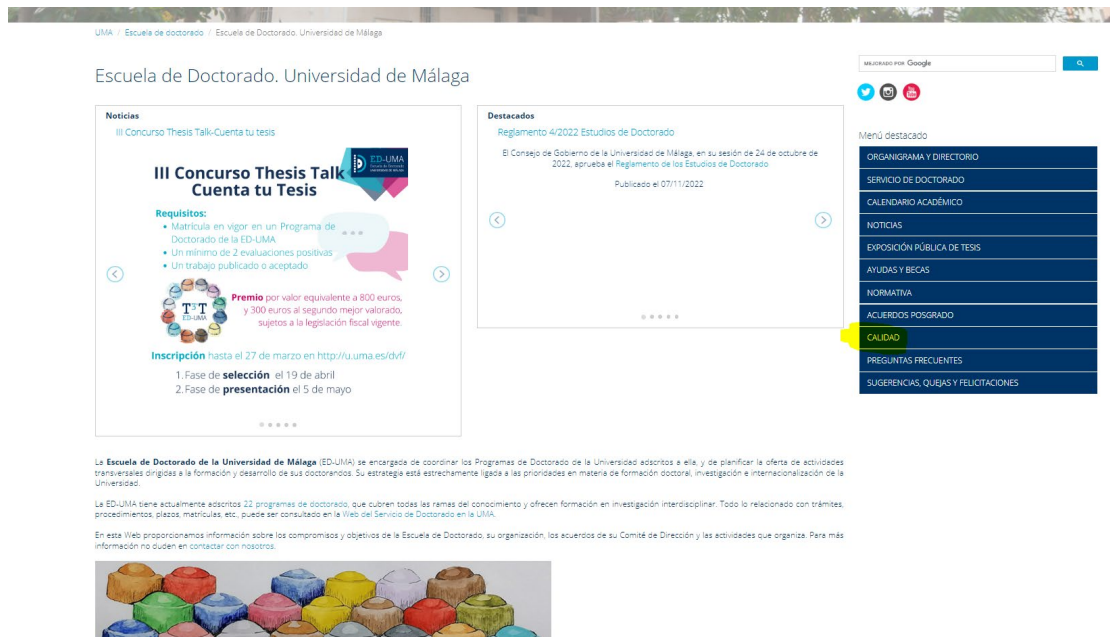 UMA / Escuela de doctorado / Escuela de Doctorado. Universidad de Málaga
Escuela de Doctorado. Universidad de Málaga
Noticias
III Concurso Thesis Talk-Cuenta tu tesis
III Concurso Thesis Talk
Cuenta tu Tesis
ED-UMA
Requisitos:
• Matrícula en vigor en un Programa de
Doctorado de la ED-UMA
• Un mínimo de 2 evaluaciones positivas
• Un trabajo publicado o aceptado
T3T
ED-UMA
Premio por valor equivalente a 800 euros,
y 300 euros al segundo mejor valorado,
sujetos a la legislación fiscal vigente.
Inscripción hasta el 27 de marzo en http://u.uma.es/dvf/
1. Fase de selección el 19 de abril
2. Fase de presentación el 5 de mayo
Destacados
Reglamento 4/2022 Estudios de Doctorado
El Consejo de Gobierno de la Universidad de Málaga, en su sesión de 24 de octubre de
2022, aprueba el Reglamento de los Estudios de Doctorado
Publicado el 07/11/2022
MEJORADO POR Google
Menú destacado
ORGANIGRAMA Y DIRECTORIO
SERVICIO DE DOCTORADO
CALENDARIO ACADÉMICO
NOTICIAS
EXPOSICIÓN PÚBLICA DE TESIS
AYUDAS Y BECAS
NORMATIVA
ACUERDOS POSGRADO
CALIDAD
PREGUNTAS FRECUENTES
SUGERENCIAS, QUEJAS Y FELICITACIONES
La Escuela de Doctorado de la Universidad de Málaga (ED-UMA) se encargada de coordinar los Programas de Doctorado de la Universidad adscritos a ella, y de planificar la oferta de actividades
transversales dirigidas a la formación y desarrollo de sus doctorandos. Su estrategia está estrechamente ligada a las prioridades en materia de formación doctoral, investigación e internacionalización de la
Universidad.
La ED-UMA tiene actualmente adscritos 22 programas de doctorado, que cubren todas las ramas del conocimiento y ofrecen formación en investigación interdisciplinar. Todo lo relacionado con trámites,
procedimientos, plazos, matrículas, etc., puede ser consultado en la Web del Servicio de Doctorado en la UMA.
En esta Web proporcionamos información sobre los compromisos y objetivos de la Escuela de Doctorado, su organización, los acuerdos de su Comité de Dirección y las actividades que organiza. Para más
información no duden en contactar con nosotros.